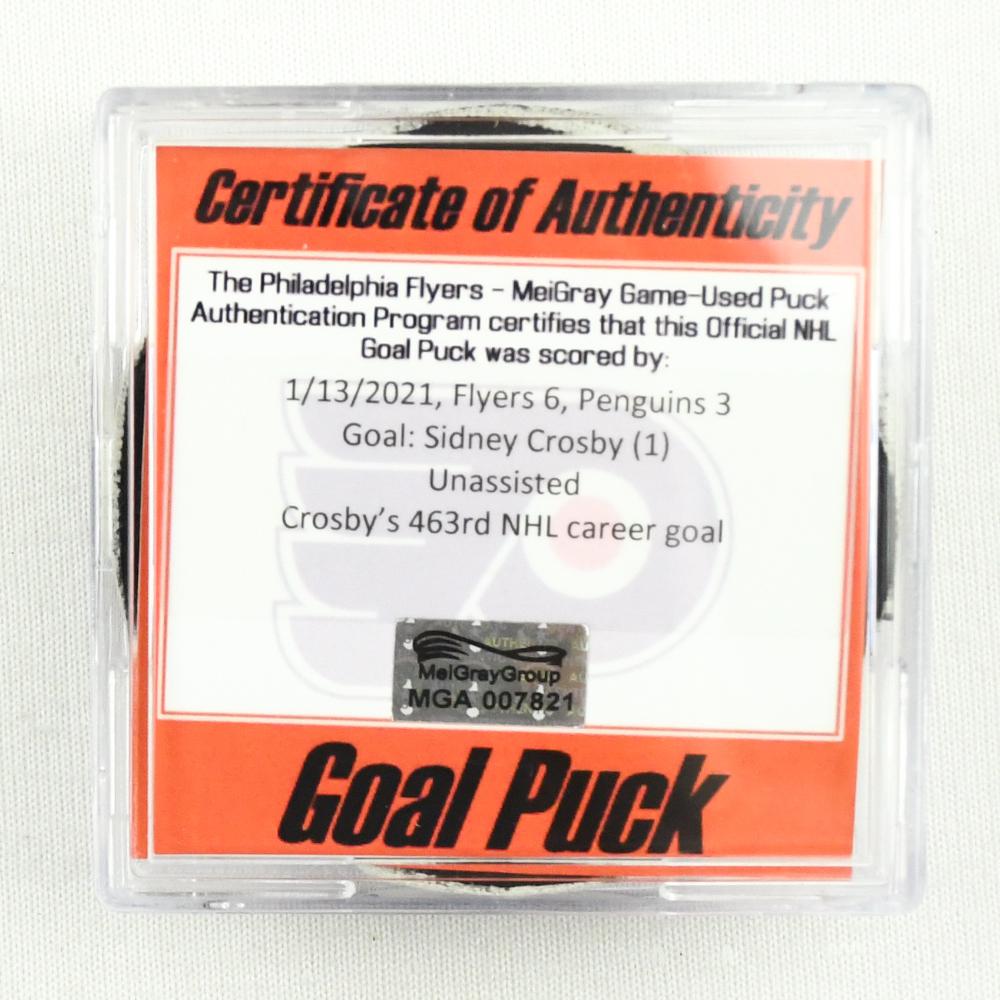 Certificate of Authenticity
The Philadelphia Flyers - MeiGray Game-Used Puck
Authentication Program certifies that this Official NHL
Goal Puck was scored by:
1/13/2021, Flyers 6, Penguins 3
Goal: Sidney Crosby (1)
Unassisted
Crosby's 463rd NHL career goal
MeiGrayGroup
MGA 007821
Goal Puck